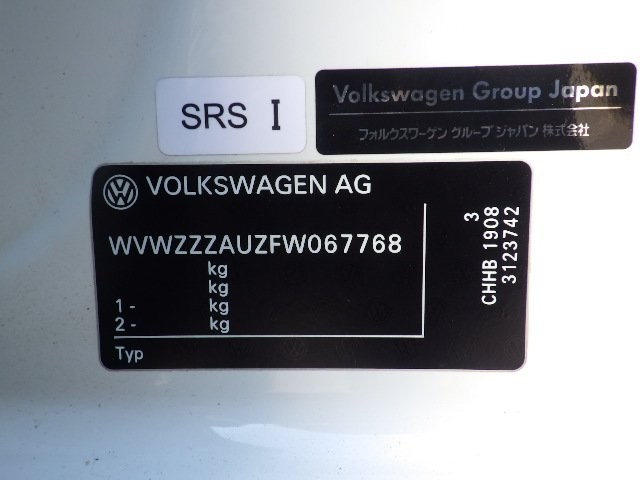 SRS I
Volkswagen Group Japan
フォルクスワーゲン グループ ジャパン 株式会社
VOLKSWAGEN AG
WVWZZZAUZFW067768
kg
kg
1 - kg
2 - kg
Typ
3
CHHB 1908
3123742